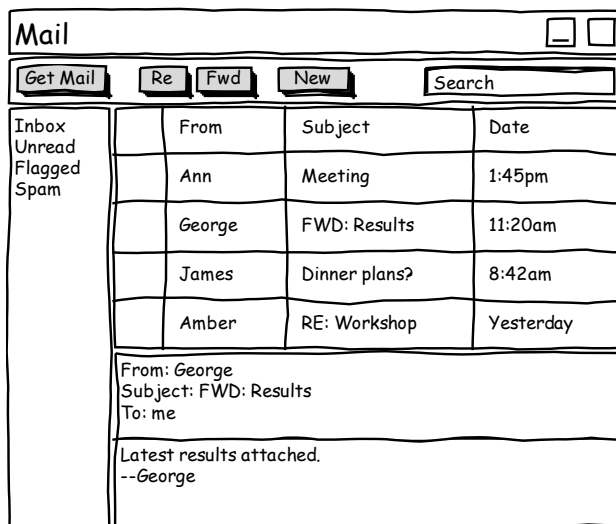 Mail
Get Mail Re Fwd New Search
Inbox
Unread
Flagged
Spam
From Subject Date
Ann Meeting 1:45pm
George FWD: Results 11:20am
James Dinner plans? 8:42am
Amber RE: Workshop Yesterday
From: George
Subject: FWD: Results
To: me
Latest results attached.
--George